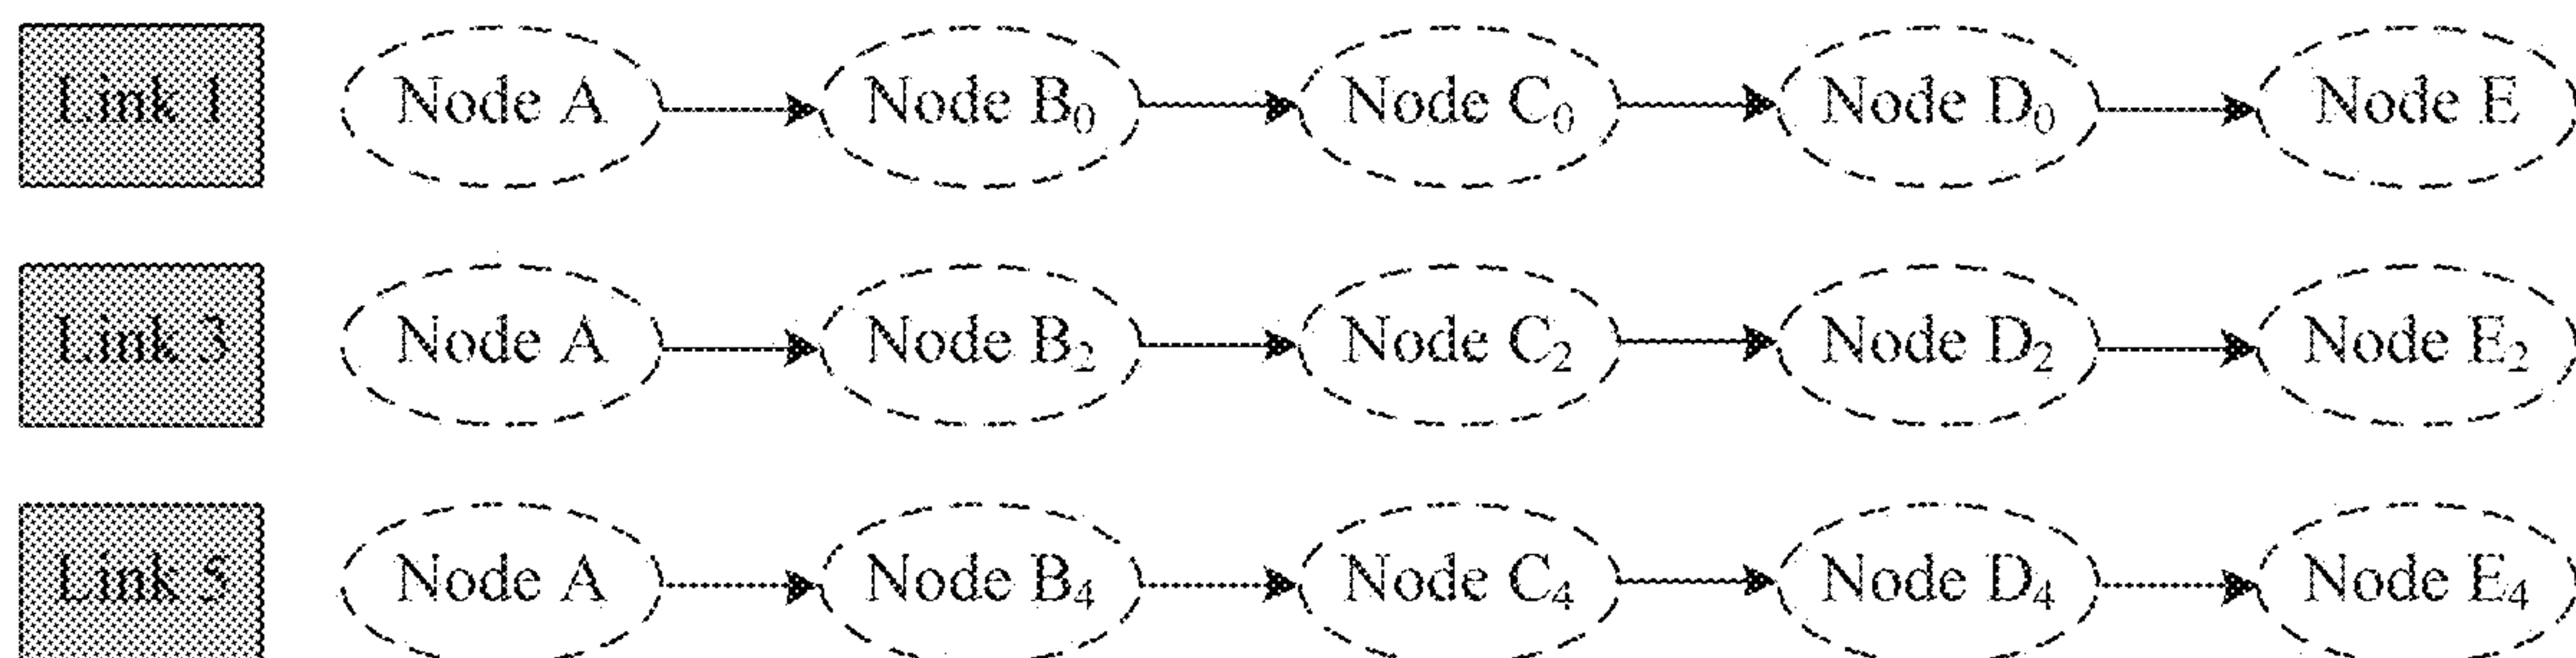 Link 1 Node A Node B₀ Node C₀ Node D₀ Node E
Link 3 Node A Node B₂ Node C₂ Node D₂ Node E₂
Link 5 Node A Node B₄ Node C₄ Node D₄ Node E₄